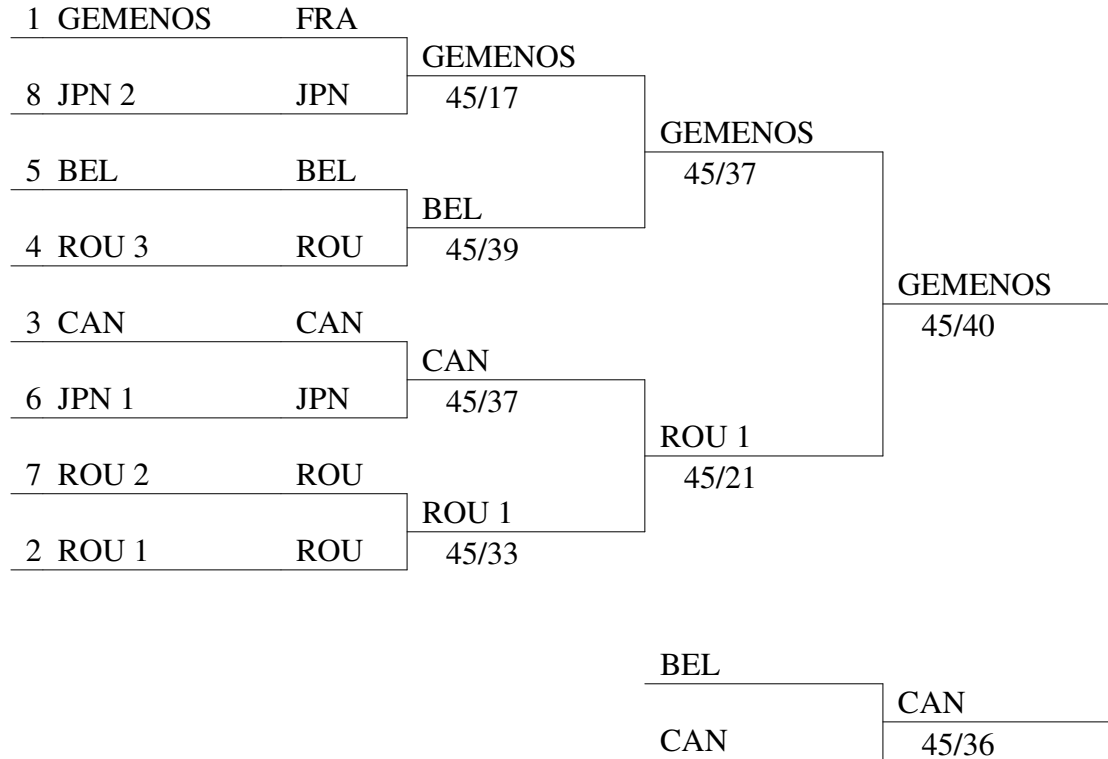 1 GEMENOS FRA
GEMENOS
8 JPN 2 JPN 45/17
GEMENOS
5 BEL BEL 45/37
BEL
4 ROU 3 ROU 45/39
GEMENOS
3 CAN CAN 45/40
CAN
6 JPN 1 JPN 45/37
ROU 1
7 ROU 2 ROU 45/21
ROU 1
2 ROU 1 ROU 45/33
BEL
CAN
CAN 45/36